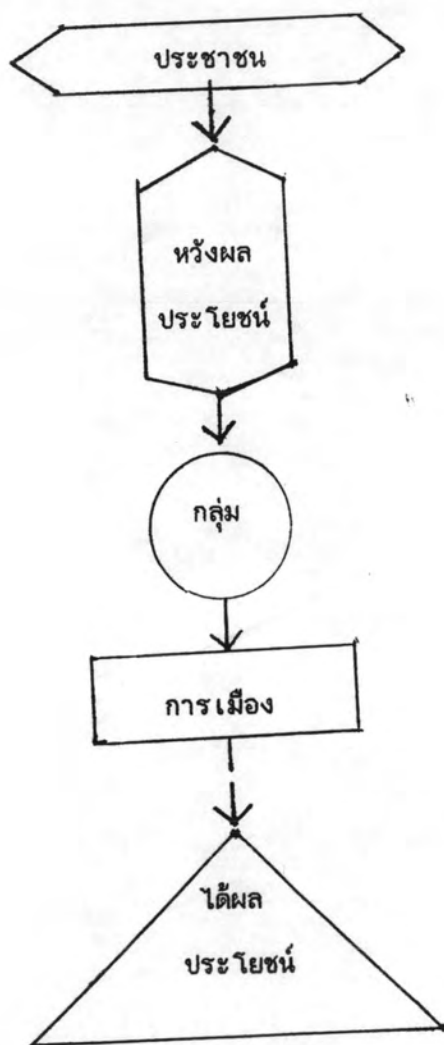 ประชาชน
หวังผล
ประโยชน์
กลุ่ม
การเมือง
ได้ผล
ประโยชน์